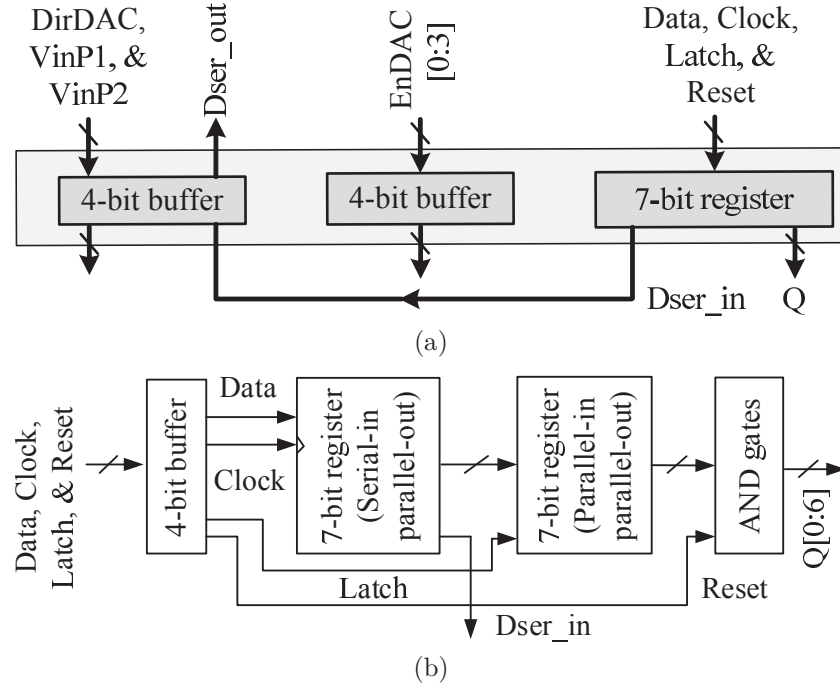 DirDAC,
VinP1, &
VinP2
Dser_out
EnDAC
[0:3]
Data, Clock,
Latch, &
Reset
4-bit buffer
4-bit buffer
7-bit register
Dser_in
Q
(a)
Data, Clock,
Latch, & Reset
4-bit buffer
Data
Clock
7-bit register
(Serial-in
parallel-out)
7-bit register
(Parallel-in
parallel-out)
AND gates
Q[0:6]
Latch
Reset
Dser_in
(b)